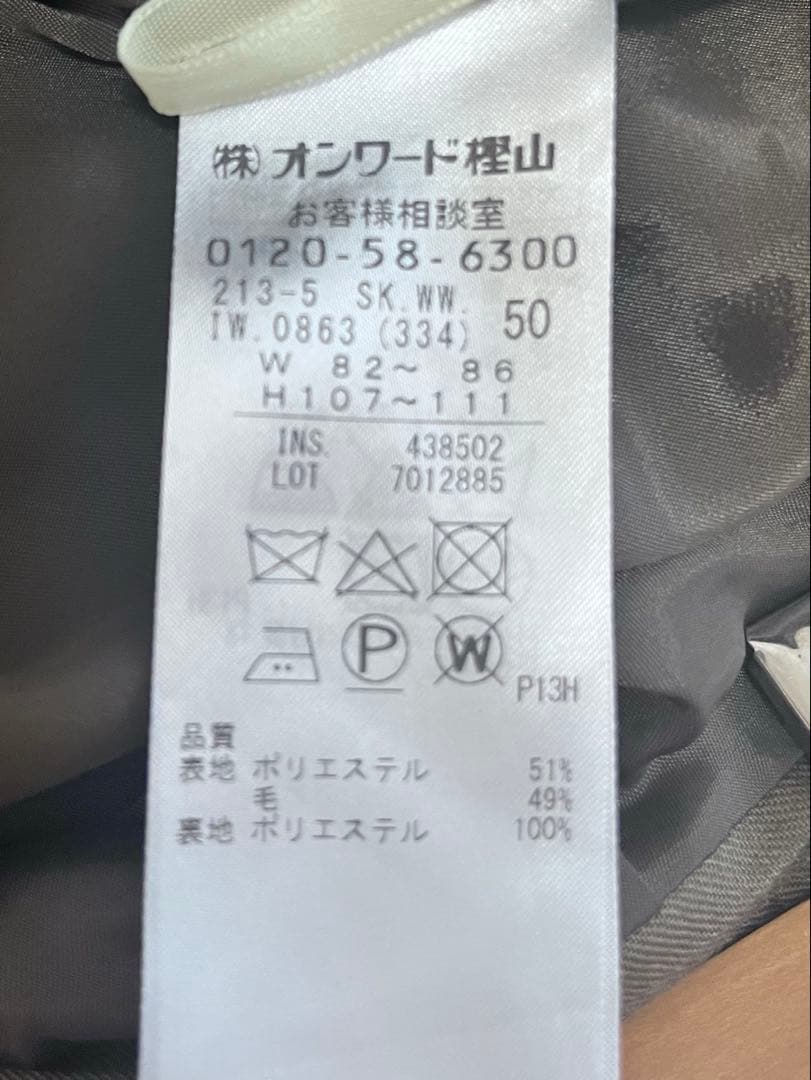 (株)オンワード樫山
お客様相談室
0120-58-6300
213-5 SK.WW.
IW.0863 (334) 50
W 82～ 86
H107～111
INS. 438502
LOT 7012885
P W
P13H
品質
表地 ポリエステル 51%
毛 49%
裏地 ポリエステル 100%